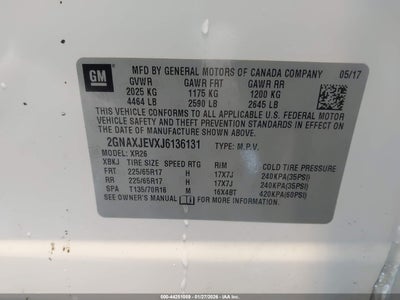 GM
MFD BY GENERAL MOTORS OF CANADA COMPANY 05/17
GVWR GAWR FRT GAWR RR
2025 KG 1175 KG 1200 KG
4464 LB 2590 LB 2645 LB
THIS VEHICLE CONFORMS TO ALL APPLICABLE U.S. FEDERAL MOTOR
VEHICLE SAFETY AND THEFT PREVENTION STANDARDS IN EFFECT
ON THE DATE OF MANUFACTURE SHOWN ABOVE.
2GNAXJEVXJ6136131 TYPE: M.P.V.
MODEL: XR26
XBKJ TIRE SIZE SPEED RTG RIM COLD TIRE PRESSURE
FRT 225/65R17 H 17X7J 240KPA(35PSI)
RR 225/65R17 H 17X7J 240KPA(35PSI)
SPA T135/70R16 M 16X4BT 420KPA(60PSI)
SEE OWNER'S MANUAL FOR MORE INFORMATION.